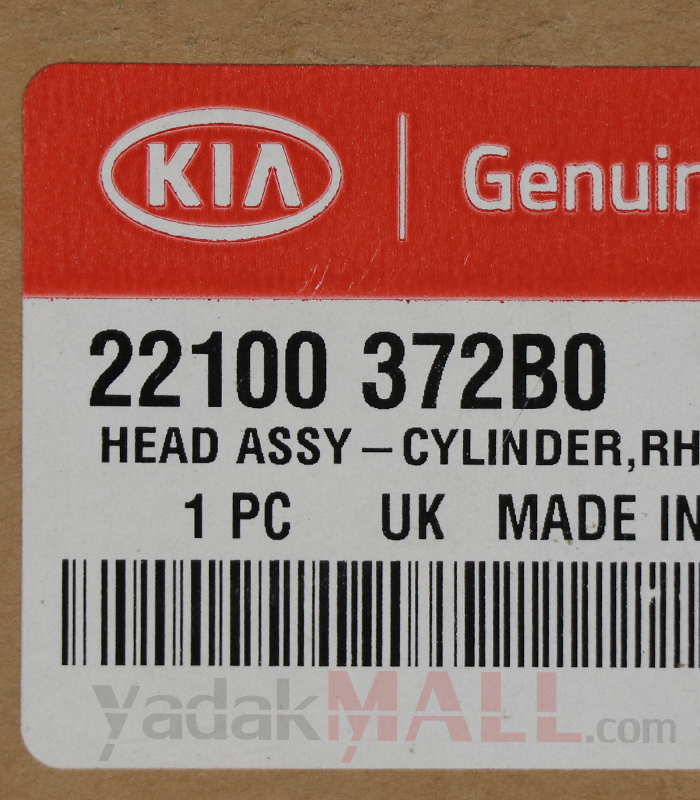 KIA | Genuin
22100 372B0
HEAD ASSY – CYLINDER,RH
1 PC UK MADE IN
yadakMALL.com